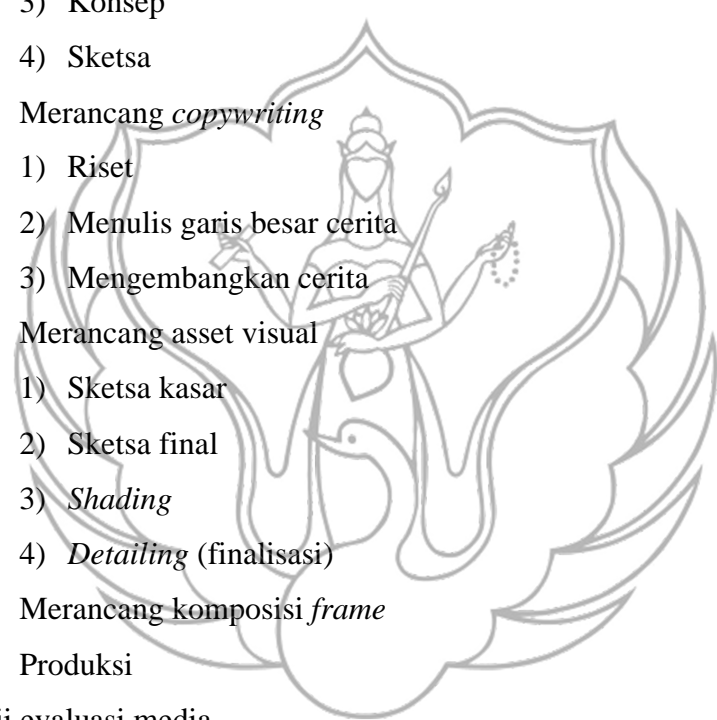 3) Konsep
4) Sketsa
Merancang copywriting
1) Riset
2) Menulis garis besar cerita
3) Mengembangkan cerita
Merancang asset visual
1) Sketsa kasar
2) Sketsa final
3) Shading
4) Detailing (finalisasi)
Merancang komposisi frame
Produksi
evaluasi media